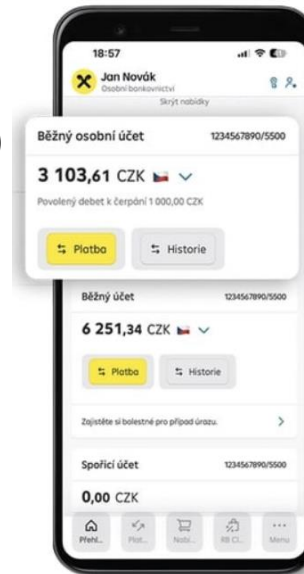 18:57
Jan Novák
Osobní bankovnictví
Skrýt nabídky
Běžný osobní účet 1234567890/5500
3 103,61 CZK
Povolený debet k čerpání 1 000,00 CZK
Platba Historie
Běžný účet 1234567890/5500
6 251,34 CZK
Platba Historie
Zajistěte si bolestné pro případ úrazu.
Spořicí účet 1234567890/5500
0,00 CZK
Přehl... Plat... Nabí... RB Cl... Menu